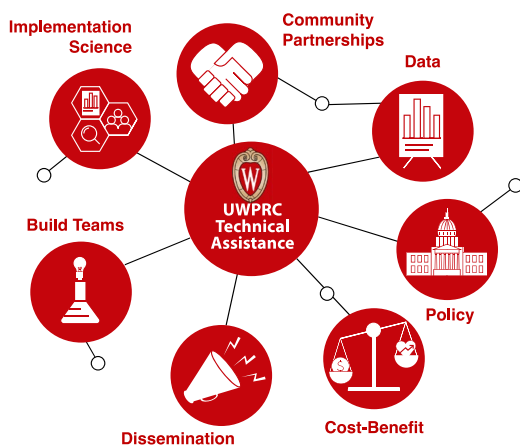 Implementation
Science
Community
Partnerships
Data
W
UWPRC
Technical
Assistance
Build Teams
Policy
$
Cost-Benefit
Dissemination